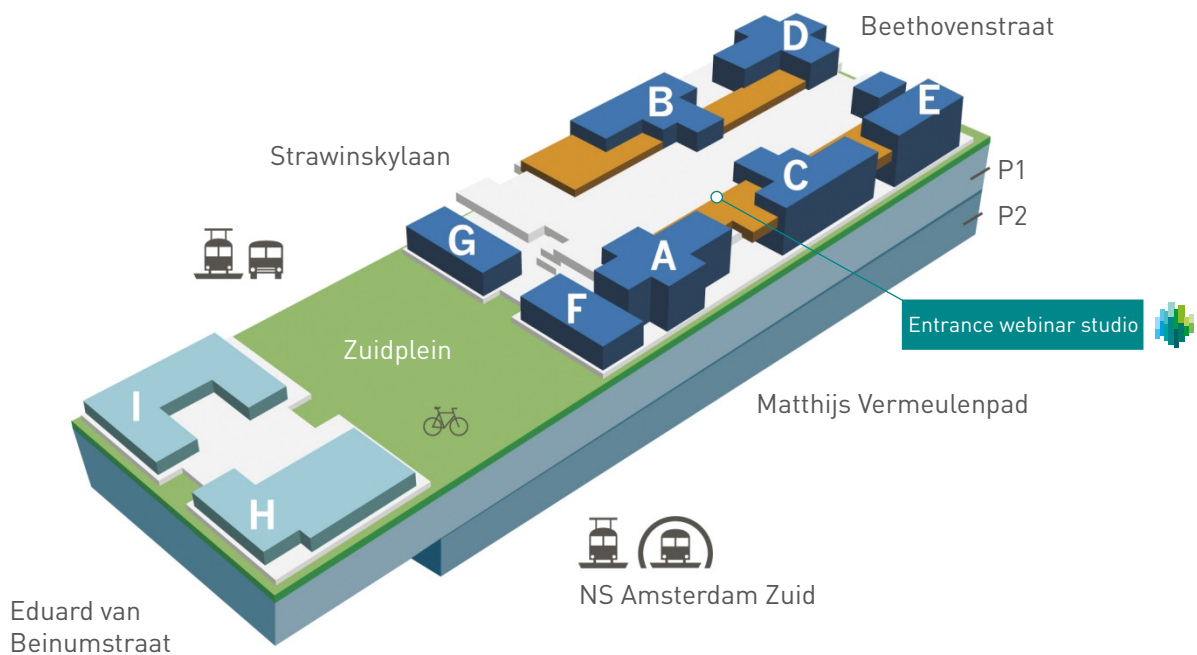 Beethovenstraat
D
B
E
Strawinskylaan
P1
C
P2
G
A
F
Entrance webinar studio
Zuidplein
I
Matthijs Vermeulenpad
H
NS Amsterdam Zuid
Eduard van
Beinumstraat